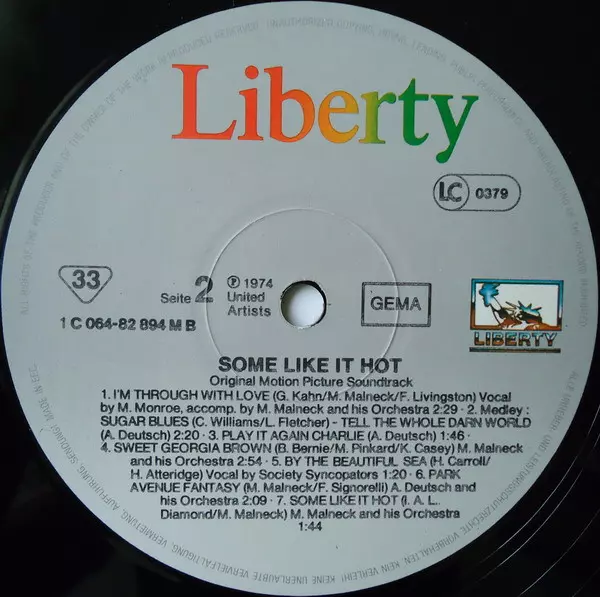 Liberty
LC 0379
33
Seite 2
℗ 1974
United
Artists
GEMA
1 C 064-82 894 M B
LIBERTY
SOME LIKE IT HOT
Original Motion Picture Soundtrack
1. I'M THROUGH WITH LOVE (G. Kahn/M. Malneck/F. Livingston) Vocal
by M. Monroe, accomp. by M. Malneck and his Orchestra 2:29 · 2. Medley :
SUGAR BLUES (C. Williams/L. Fletcher) - TELL THE WHOLE DARN WORLD
(A. Deutsch) 2:20 · 3. PLAY IT AGAIN CHARLIE (A. Deutsch) 1:46 ·
4. SWEET GEORGIA BROWN (B. Bernie/M. Pinkard/K. Casey) M. Malneck
and his Orchestra 2:54 · 5. BY THE BEAUTIFUL SEA (H. Carroll/
H. Atteridge) Vocal by Society Syncopators 1:20 · 6. PARK
AVENUE FANTASY (M. Malneck/F. Signorelli) A. Deutsch and
his Orchestra 2:09 · 7. SOME LIKE IT HOT (I. A. L.
Diamond/M. Malneck) M. Malneck and his Orchestra
1:44